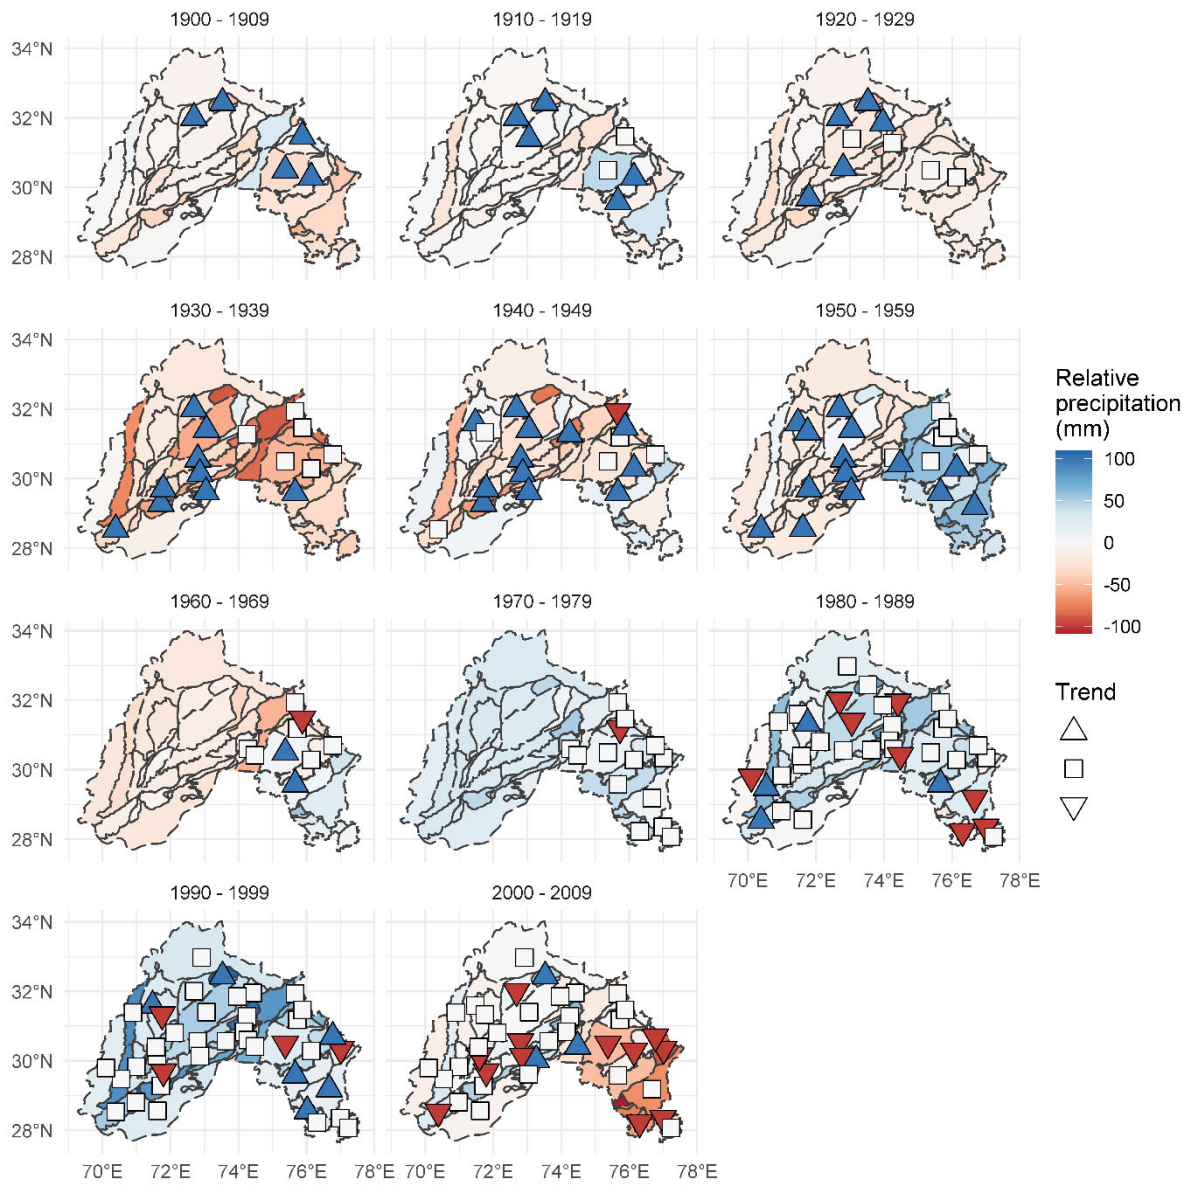 1900 - 1909
1910 - 1919
1920 - 1929
34°N
32°N
30°N
28°N
1930 - 1939
1940 - 1949
1950 - 1959
34°N
32°N
30°N
28°N
Relative
precipitation
(mm)
100
50
0
-50
-100
Trend
1960 - 1969
1970 - 1979
1980 - 1989
34°N
32°N
30°N
28°N
70°E 72°E 74°E 76°E 78°E
1990 - 1999
2000 - 2009
34°N
32°N
30°N
28°N
70°E 72°E 74°E 76°E 78°E
70°E 72°E 74°E 76°E 78°E